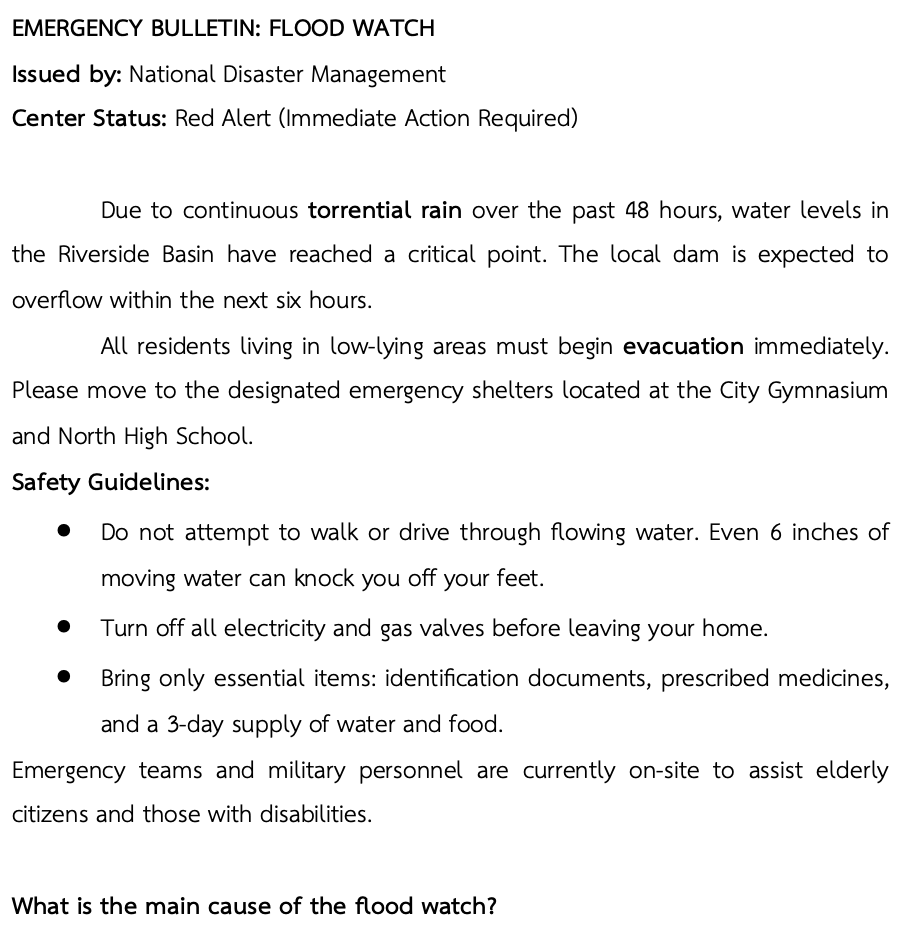 EMERGENCY BULLETIN: FLOOD WATCH
Issued by: National Disaster Management
Center Status: Red Alert (Immediate Action Required)
Due to continuous torrential rain over the past 48 hours, water levels in
the Riverside Basin have reached a critical point. The local dam is expected to
overflow within the next six hours.
All residents living in low-lying areas must begin evacuation immediately.
Please move to the designated emergency shelters located at the City Gymnasium
and North High School.
Safety Guidelines:
● Do not attempt to walk or drive through flowing water. Even 6 inches of
moving water can knock you off your feet.
● Turn off all electricity and gas valves before leaving your home.
● Bring only essential items: identification documents, prescribed medicines,
and a 3-day supply of water and food.
Emergency teams and military personnel are currently on-site to assist elderly
citizens and those with disabilities.
What is the main cause of the flood watch?